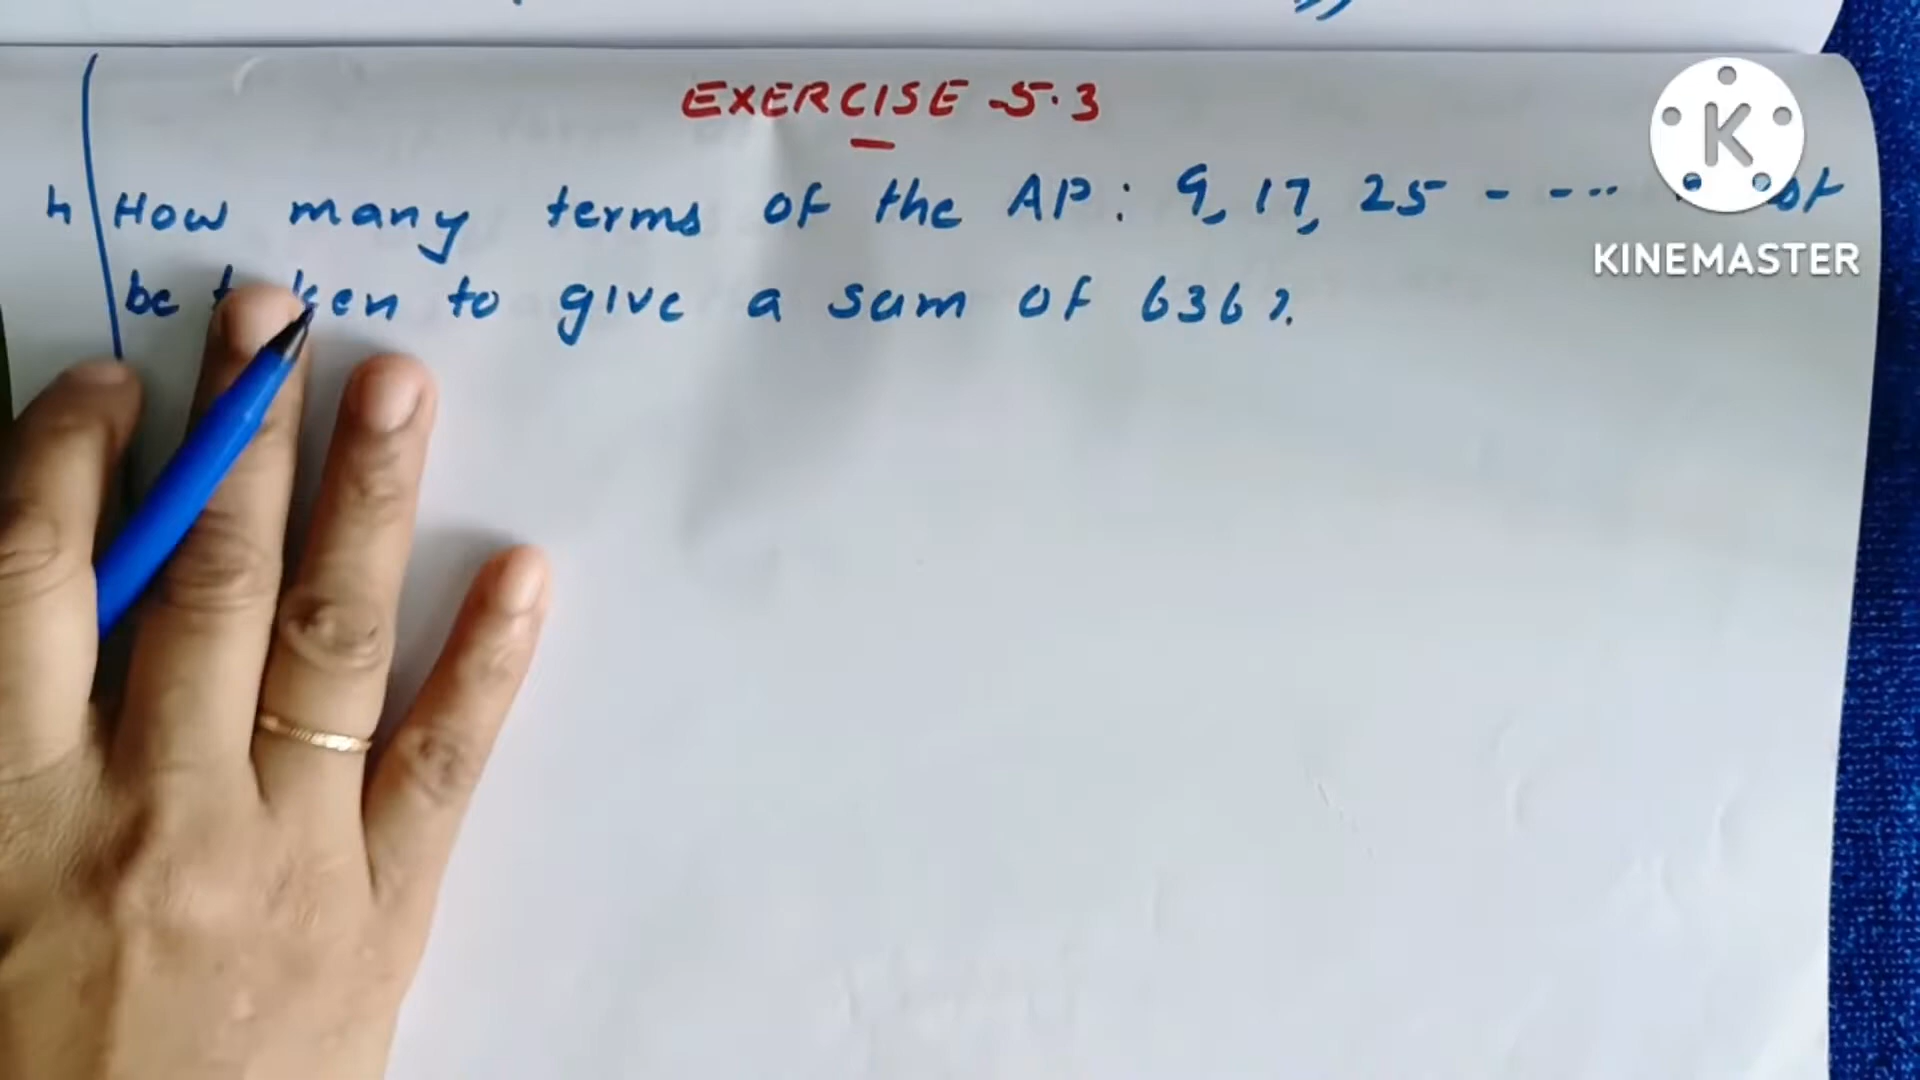 EXERCISE -5.3
4 How many terms of the AP: 9, 17, 25 - - ...
be taken to give a sum of 636?.
K
KINEMASTER